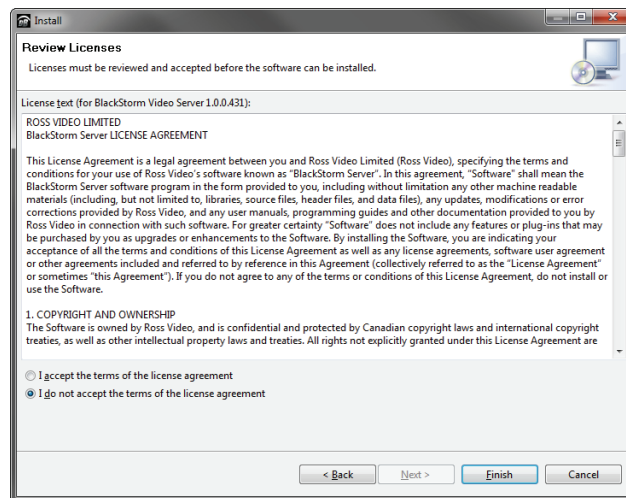 Install
Review Licenses
Licenses must be reviewed and accepted before the software can be installed.
License text (for BlackStorm Video Server 1.0.0.431):
ROSS VIDEO LIMITED
BlackStorm Server LICENSE AGREEMENT
This License Agreement is a legal agreement between you and Ross Video Limited (Ross Video), specifying the terms and
conditions for your use of Ross Video's software known as "BlackStorm Server". In this agreement, "Software" shall mean the
BlackStorm Server software program in the form provided to you, including without limitation any other machine readable
materials (including, but not limited to, libraries, source files, header files, and data files), any updates, modifications or error
corrections provided by Ross Video, and any user manuals, programming guides and other documentation provided to you by
Ross Video in connection with such software. For greater certainty "Software" does not include any features or plug-ins that may
be purchased by you as upgrades or enhancements to the Software. By installing the Software, you are indicating your
acceptance of all the terms and conditions of this License Agreement as well as any license agreements, software user agreement
or other agreements included and referred to by reference in this Agreement (collectively referred to as the "License Agreement"
or sometimes "this Agreement"). If you do not agree to any of the terms or conditions of this License Agreement, do not install or
use the Software.
1. COPYRIGHT AND OWNERSHIP
The Software is owned by Ross Video, and is confidential and protected by Canadian copyright laws and international copyright
treaties, as well as other intellectual property laws and treaties. All rights not explicitly granted under this License Agreement are
I accept the terms of the license agreement
I do not accept the terms of the license agreement
< Back Next > Finish Cancel